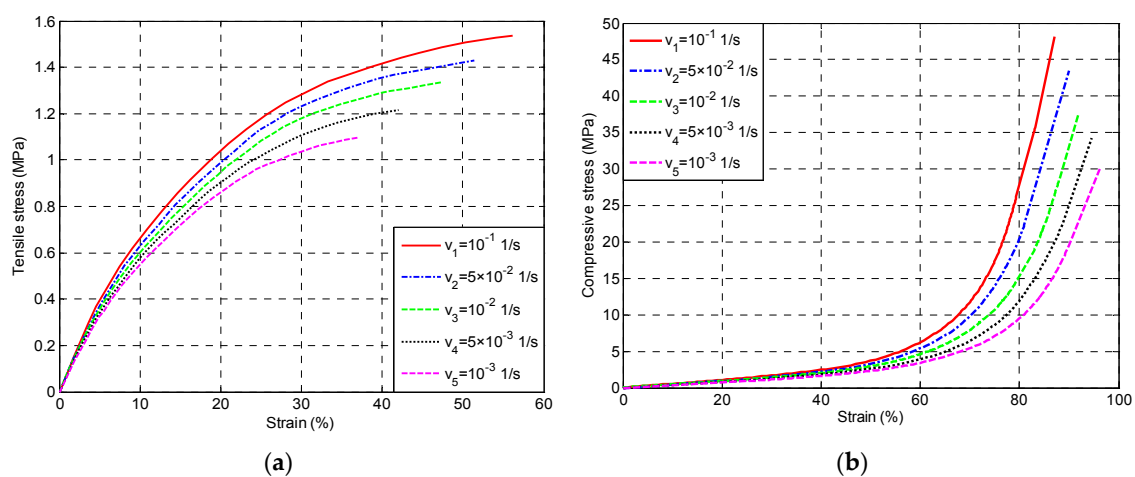 1.6
1.4
1.2
1
0.8
0.6
0.4
0.2
0
Tensile stress (MPa)
v₁=10⁻¹ 1/s
v₂=5×10⁻² 1/s
v₃=10⁻² 1/s
v₄=5×10⁻³ 1/s
v₅=10⁻³ 1/s
0 10 20 30 40 50 60
Strain (%)
(a)
50
45
40
35
30
25
20
15
10
5
0
Compressive stress (MPa)
v₁=10⁻¹ 1/s
v₂=5×10⁻² 1/s
v₃=10⁻² 1/s
v₄=5×10⁻³ 1/s
v₅=10⁻³ 1/s
0 20 40 60 80 100
Strain (%)
(b)